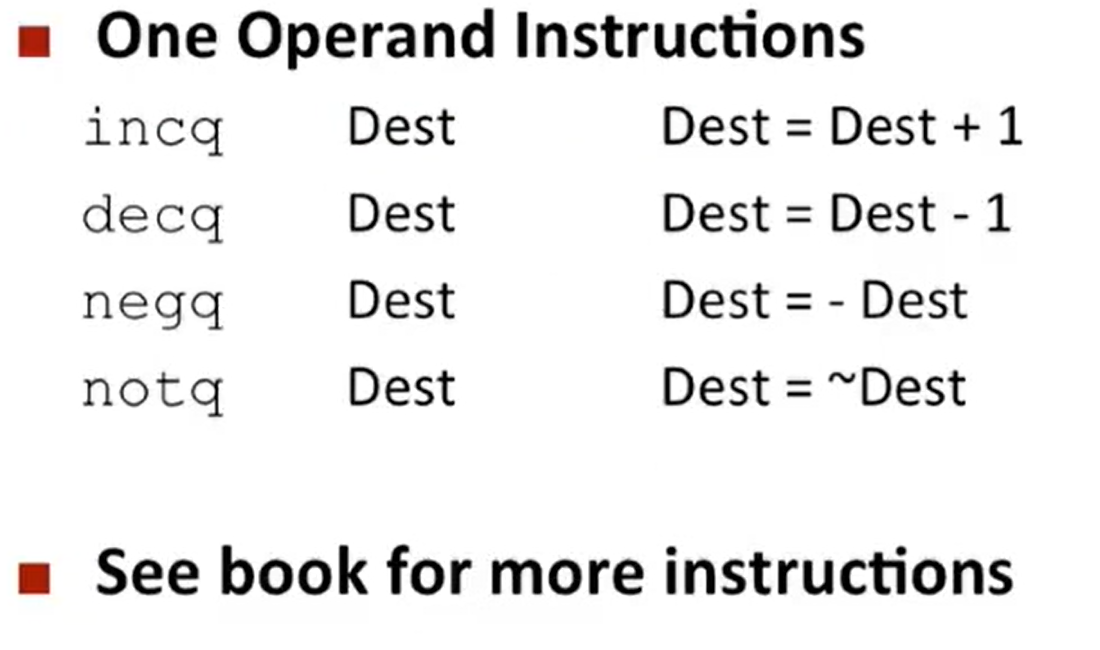 One Operand Instructions
incq Dest Dest = Dest + 1
decq Dest Dest = Dest - 1
negq Dest Dest = - Dest
notq Dest Dest = ~Dest
See book for more instructions